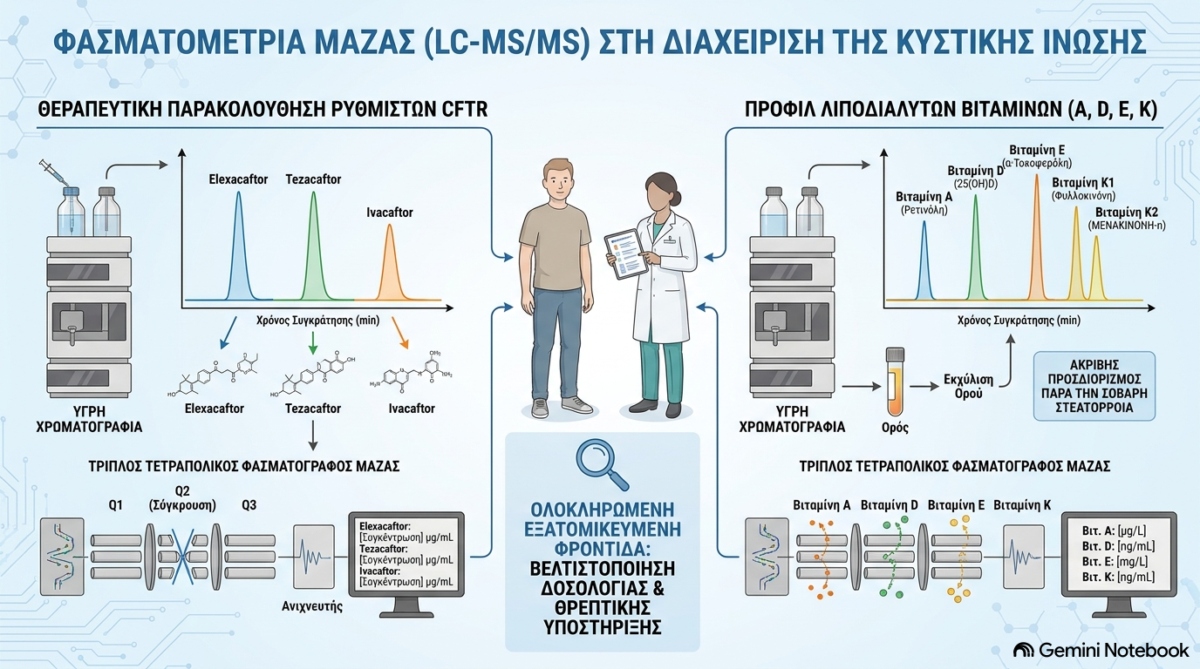 ΦΑΣΜΑΤΟΜΕΤΡΙΑ ΜΑΖΑΣ (LC-MS/MS) ΣΤΗ ΔΙΑΧΕΙΡΙΣΗ ΤΗΣ ΚΥΣΤΙΚΗΣ ΙΝΩΣΗΣ
ΘΕΡΑΠΕΥΤΙΚΗ ΠΑΡΑΚΟΛΟΥΘΗΣΗ ΡΥΘΜΙΣΤΩΝ CFTR
Elexacaftor
Tezacaftor
Ivacaftor
Χρόνος Συγκράτησης (min)
Elexacaftor
Tezacaftor
Ivacaftor
ΥΓΡΗ
ΧΡΩΜΑΤΟΓΡΑΦΙΑ
ΤΡΙΠΛΟΣ ΤΕΤΡΑΠΟΛΙΚΟΣ ΦΑΣΜΑΤΟΓΡΑΦΟΣ ΜΑΖΑΣ
Q1
Q2
(Σύγκρουση)
Q3
Ανιχνευτής
Elexacaftor:
[Σογκέντρωση] μg/mL
Tezacaftor:
[Σογκέντρωση] μg/mL
Ivacaftor:
[Σογκέντρωση] μg/mL
ΟΛΟΚΛΗΡΩΜΕΝΗ
ΕΞΑΤΟΜΙΚΕΥΜΕΝΗ
ΦΡΟΝΤΙΔΑ:
ΒΕΛΤΙΣΤΟΠΟΙΗΣΗ
ΔΟΣΟΛΟΓΙΑΣ &
ΘΡΕΠΤΙΚΗΣ
ΥΠΟΣΤΗΡΙΞΗΣ
ΠΡΟΦΙΛ ΛΙΠΟΔΙΑΛΥΤΩΝ ΒΙΤΑΜΙΝΩΝ (A, D, E, K)
Βιταμίνη Α
(Ρετινόλη)
Βιταμίνη D
(25(OH)D)
Βιταμίνη Ε
(α-Τοκοφερόλη)
Βιταμίνη Κ1
(Φυλλοκινόνη)
Βιταμίνη Κ2
(ΜΕΝΑΚΙΝΟΝΗ-n)
Χρόνος Συγκράτησης (min)
ΥΓΡΗ
ΧΡΩΜΑΤΟΓΡΑΦΙΑ
Ορός
Εκχύλιση
Ορού
ΑΚΡΙΒΗΣ
ΠΡΟΣΔΙΟΡΙΣΜΟΣ
ΠΑΡΑ ΤΗΝ ΣΟΒΑΡΗ
ΣΤΕΑΤΟΡΡΟΙΑ
ΤΡΙΠΛΟΣ ΤΕΤΡΑΠΟΛΙΚΟΣ ΦΑΣΜΑΤΟΓΡΑΦΟΣ ΜΑΖΑΣ
Βιταμίνη Α
Βιταμίνη D
Βιταμίνη Ε
Βιταμίνη Κ
Βιτ. Α: [μg/L]
Βιτ. D: [ng/mL]
Βιτ. Ε: [mg/L]
Βιτ. Κ: [ng/mL]
Gemini Notebook